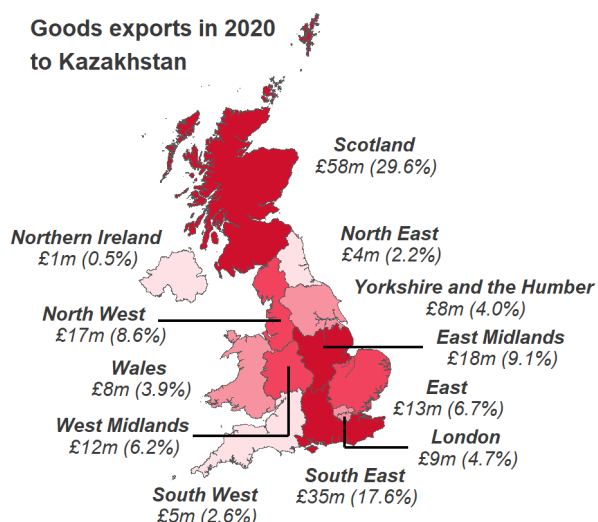 Goods exports in 2020
to Kazakhstan
Scotland
£58m (29.6%)
Northern Ireland
£1m (0.5%)
North East
£4m (2.2%)
Yorkshire and the Humber
£8m (4.0%)
North West
£17m (8.6%)
East Midlands
£18m (9.1%)
Wales
£8m (3.9%)
East
£13m (6.7%)
West Midlands
£12m (6.2%)
London
£9m (4.7%)
South West
£5m (2.6%)
South East
£35m (17.6%)